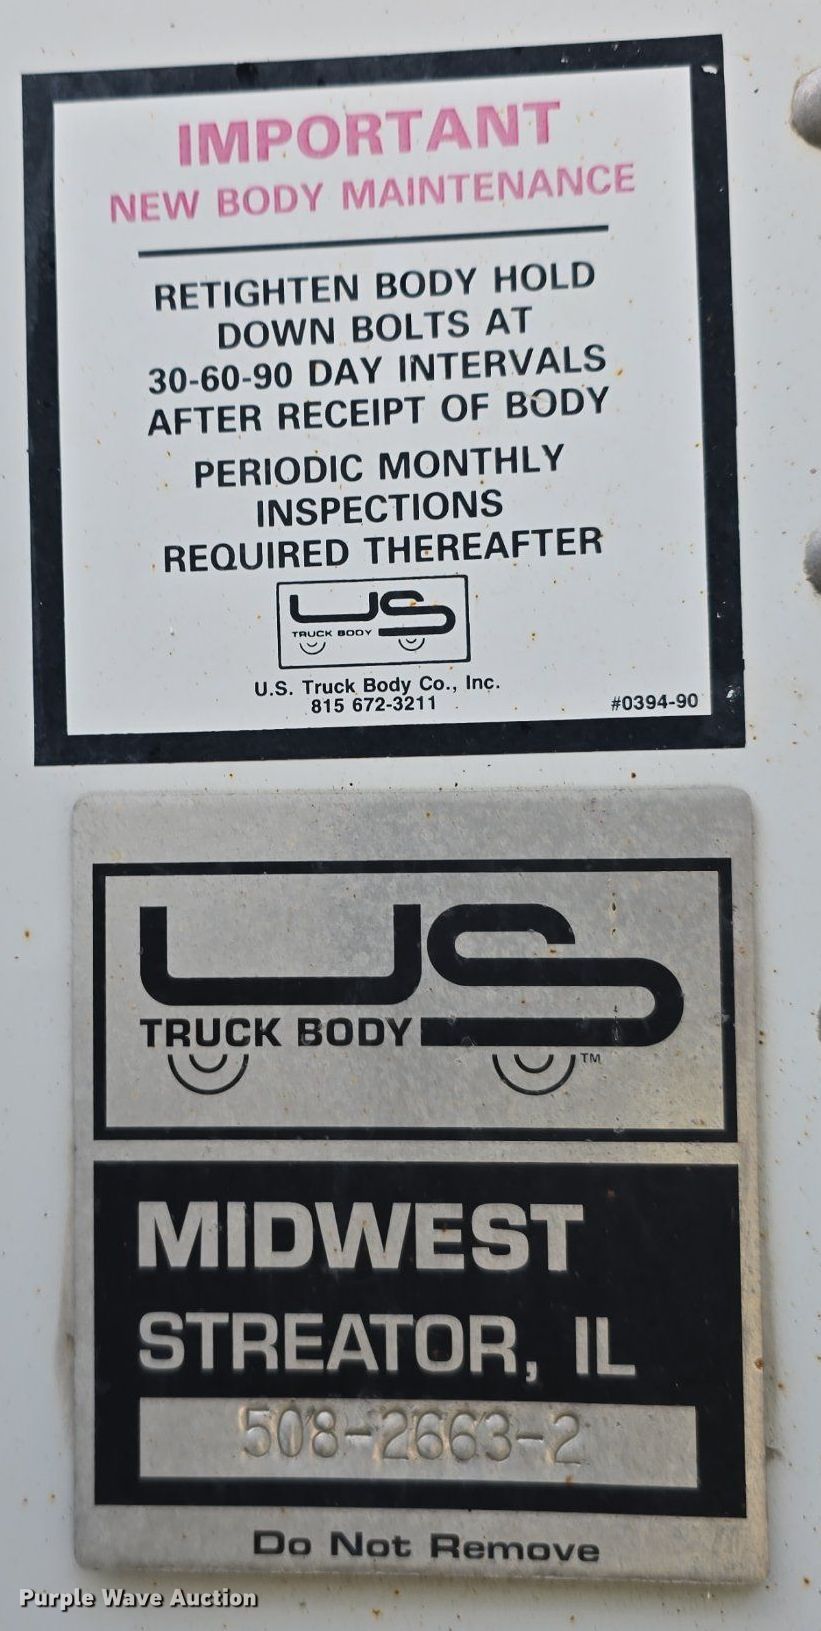 IMPORTANT
NEW BODY MAINTENANCE
RETIGHTEN BODY HOLD
DOWN BOLTS AT
30-60-90 DAY INTERVALS
AFTER RECEIPT OF BODY
PERIODIC MONTHLY
INSPECTIONS
REQUIRED THEREAFTER
US
TRUCK BODY
U.S. Truck Body Co., Inc.
815 672-3211
#0394-90
US
TRUCK BODY
TM
MIDWEST
STREATOR, IL
508-2663-2
Do Not Remove
Purple Wave Auction